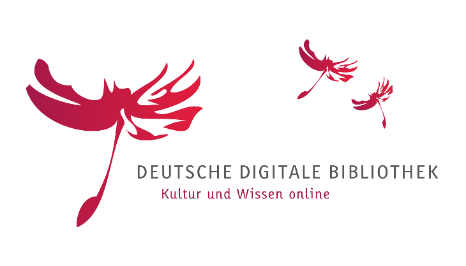 DEUTSCHE DIGITALE BIBLIOTHEK
Kultur und Wissen online